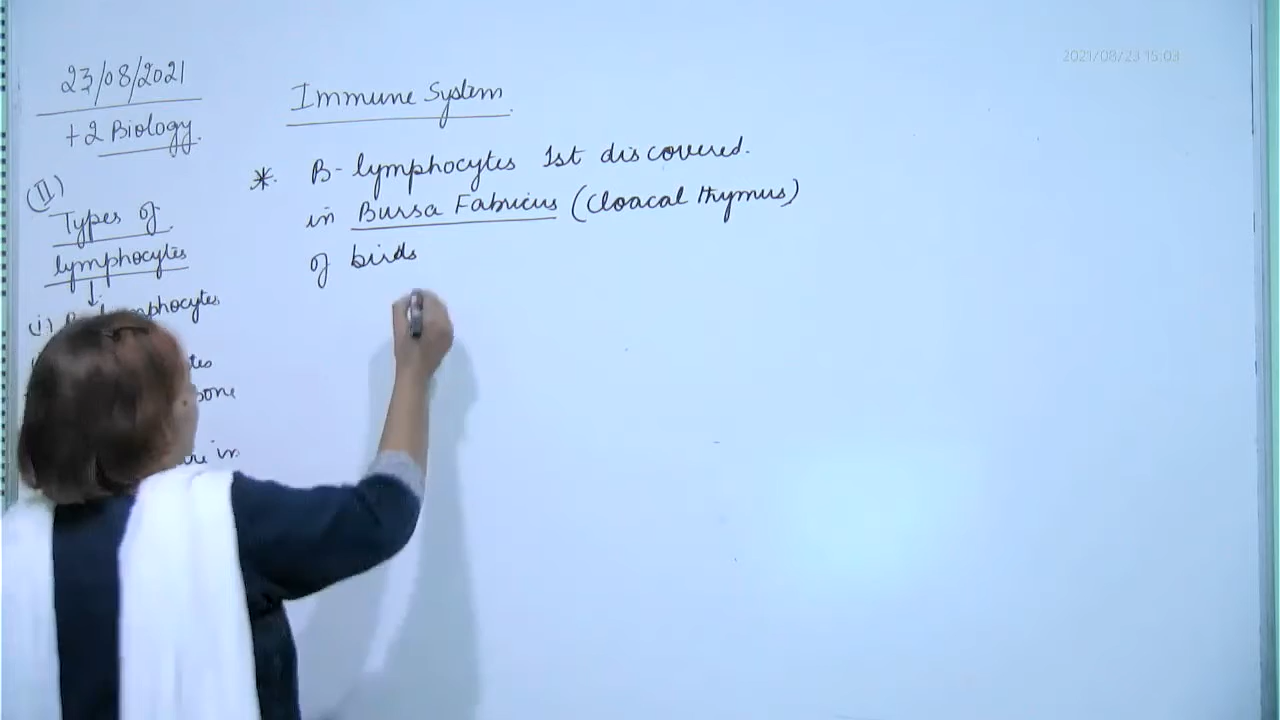 2021/08/23 15:03
23/08/2021
+2 Biology.
Immune System
(II)
Types of
lymphocytes
(i)
*. B-lymphocytes 1st discovered.
in Bursa Fabricius (Cloacal thymus)
of birds